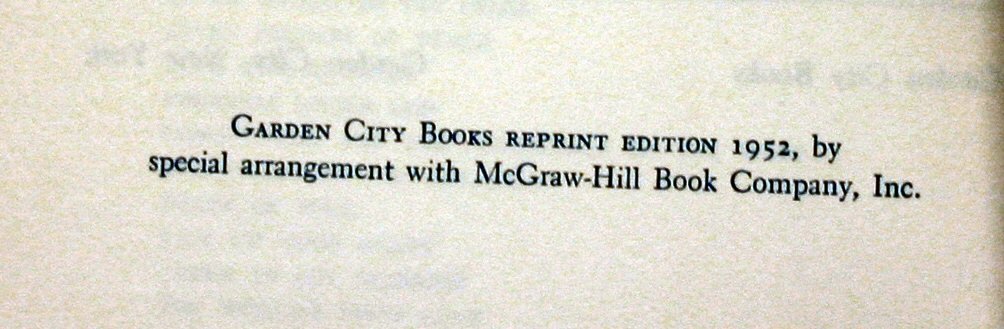 Garden City Books reprint edition 1952, by
special arrangement with McGraw-Hill Book Company, Inc.